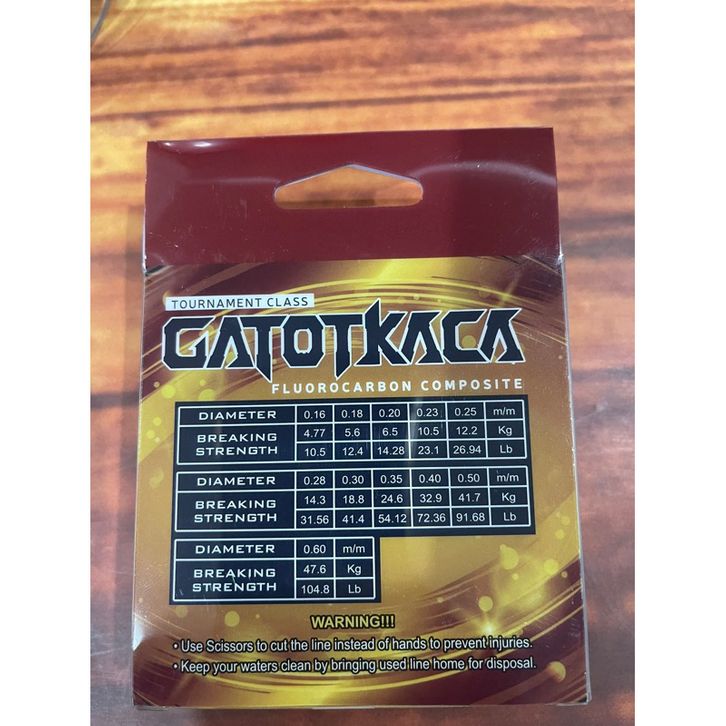 TOURNAMENT CLASS
GATOTKACA
FLUOROCARBON COMPOSITE
DIAMETER 0.16 0.18 0.20 0.23 0.25 m/m
BREAKING STRENGTH 4.77 5.6 6.5 10.5 12.2 Kg
10.5 12.4 14.28 23.1 26.94 Lb
DIAMETER 0.28 0.30 0.35 0.40 0.50 m/m
BREAKING STRENGTH 14.3 18.8 24.6 32.9 41.7 Kg
31.56 41.4 54.12 72.36 91.68 Lb
DIAMETER 0.60 m/m
BREAKING STRENGTH 47.6 Kg
104.8 Lb
WARNING!!!
• Use Scissors to cut the line instead of hands to prevent injuries.
• Keep your waters clean by bringing used line home for disposal.